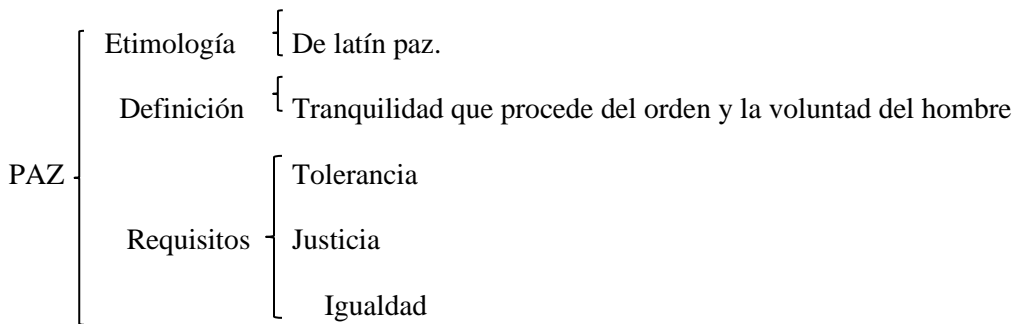 Etimología De latín paz.
Definición Tranquilidad que procede del orden y la voluntad del hombre
PAZ Tolerancia
Requisitos Justicia
Igualdad